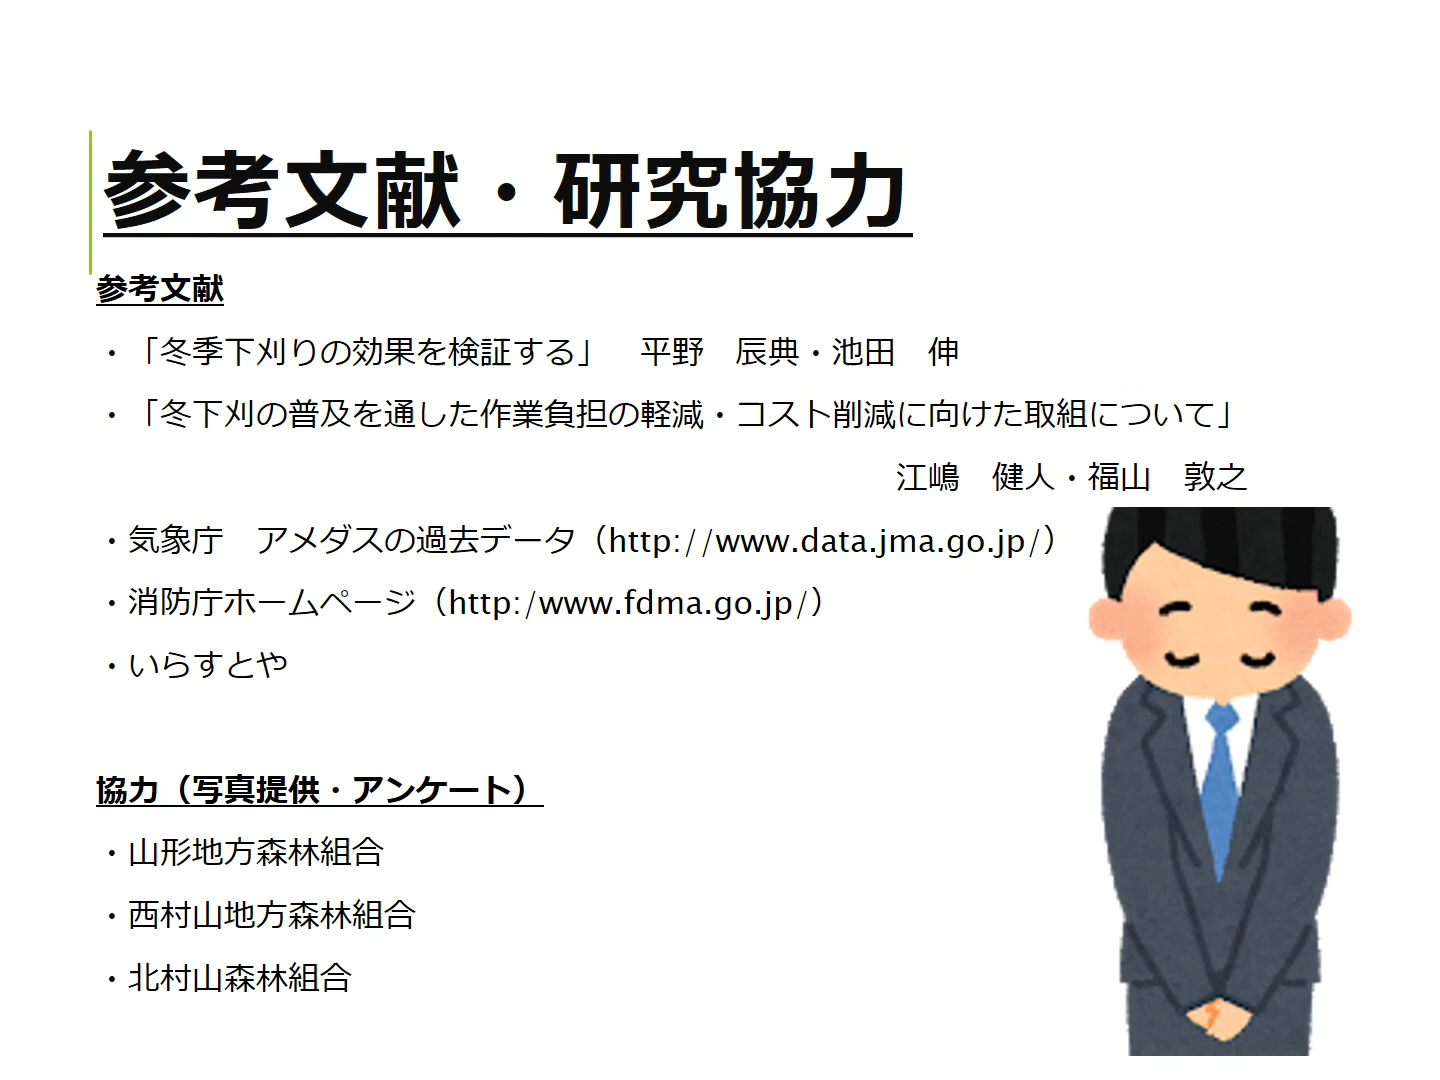 参考文献・研究協力
参考文献
・「冬季下刈りの効果を検証する」　平野　辰典・池田　伸
・「冬下刈の普及を通した作業負担の軽減・コスト削減に向けた取組について」
江嶋　健人・福山　敦之
・気象庁　アメダスの過去データ（http://www.data.jma.go.jp/）
・消防庁ホームページ（http:/www.fdma.go.jp/）
・いらすとや
協力（写真提供・アンケート）
・山形地方森林組合
・西村山地方森林組合
・北村山森林組合